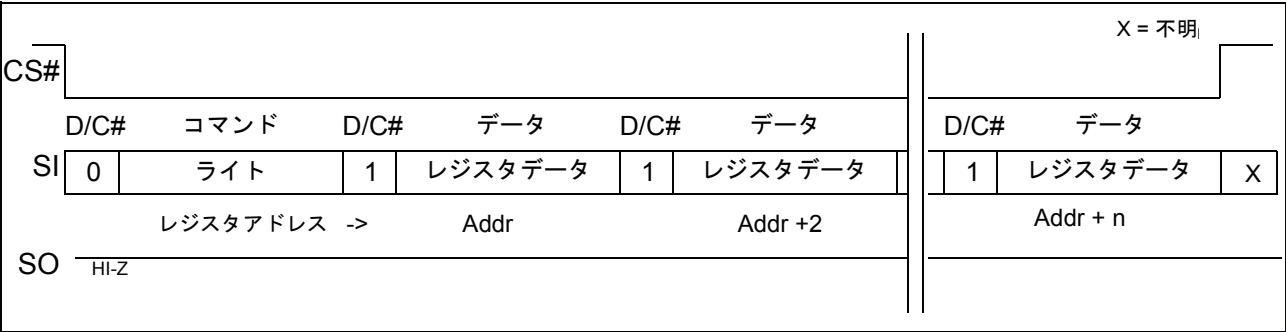 X = 不明
CS#
D/C# コマンド D/C# データ D/C# データ D/C# データ
SI 0 ライト 1 レジスタデータ 1 レジスタデータ 1 レジスタデータ X
レジスタアドレス -> Addr Addr +2 Addr + n
SO HI-Z